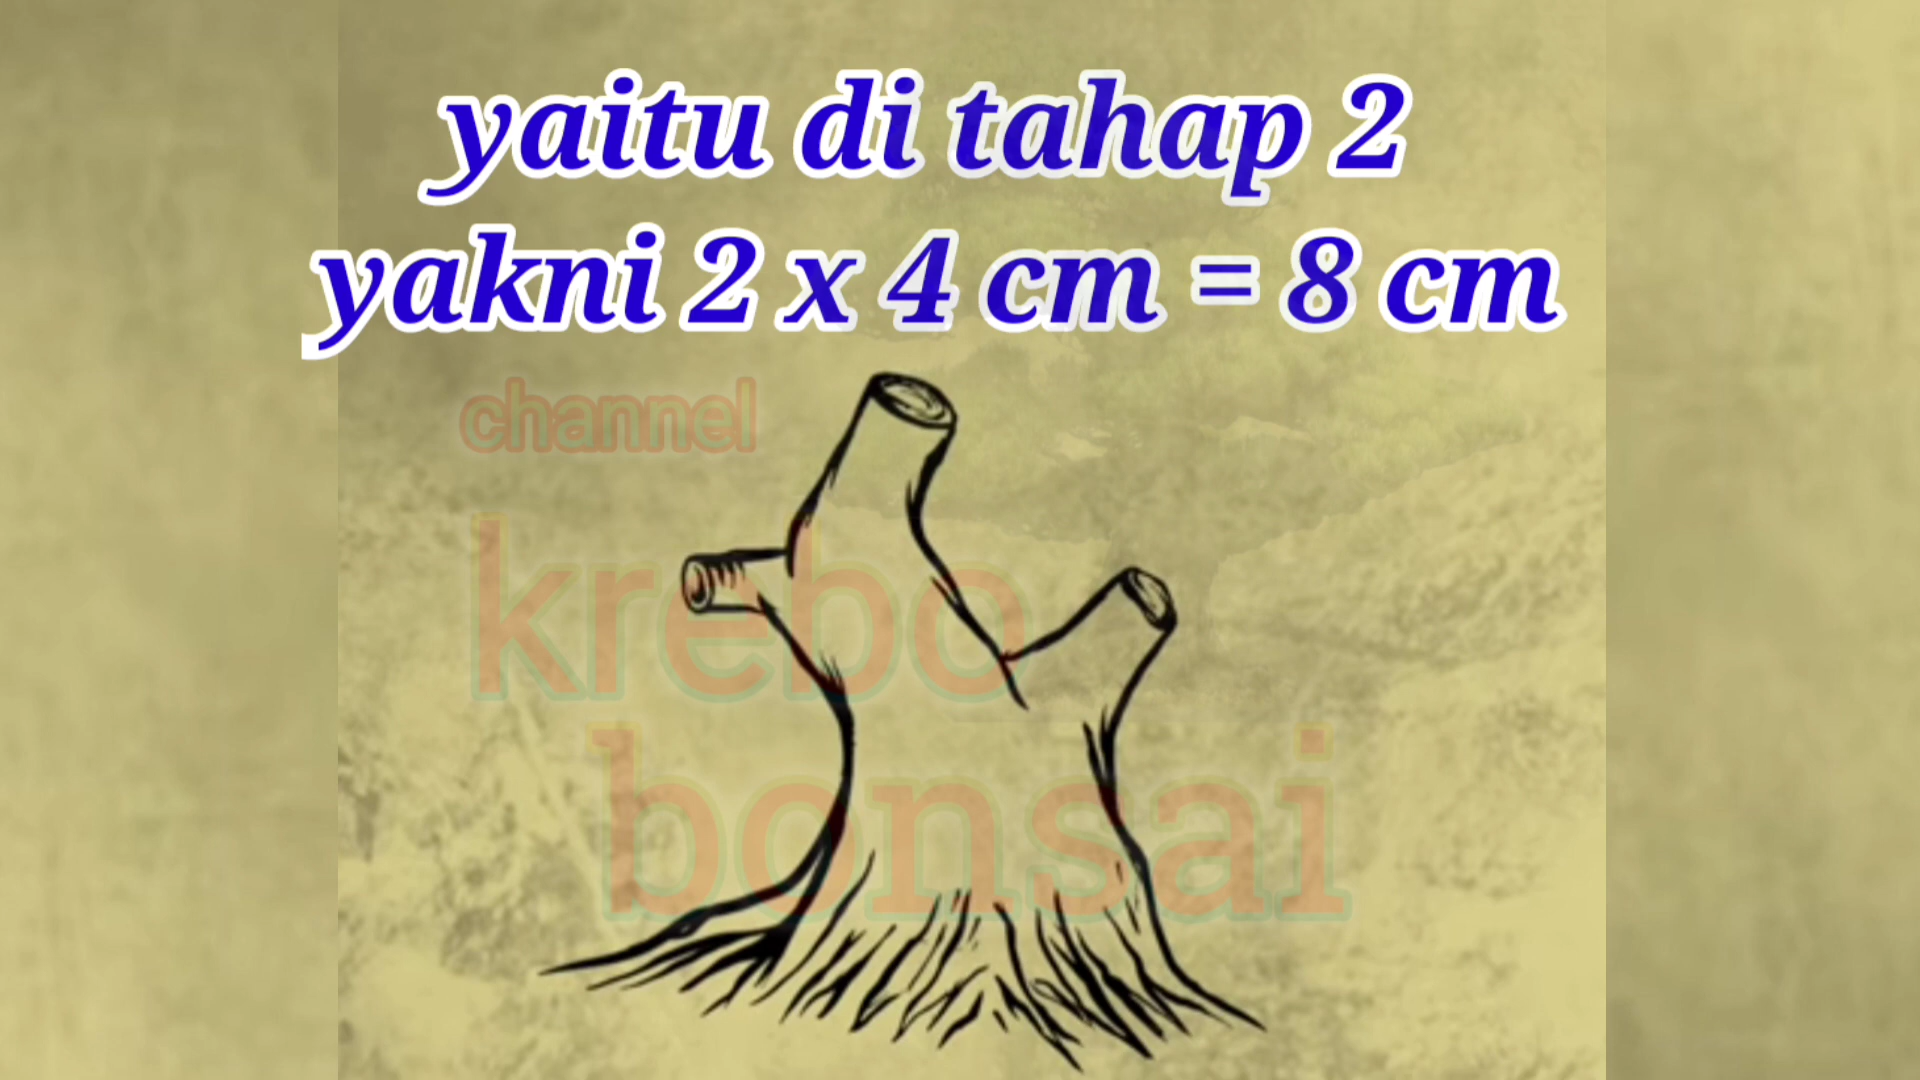 yaitu di tahap 2
yakni 2 x 4 cm = 8 cm
channel
krebo
bonsai